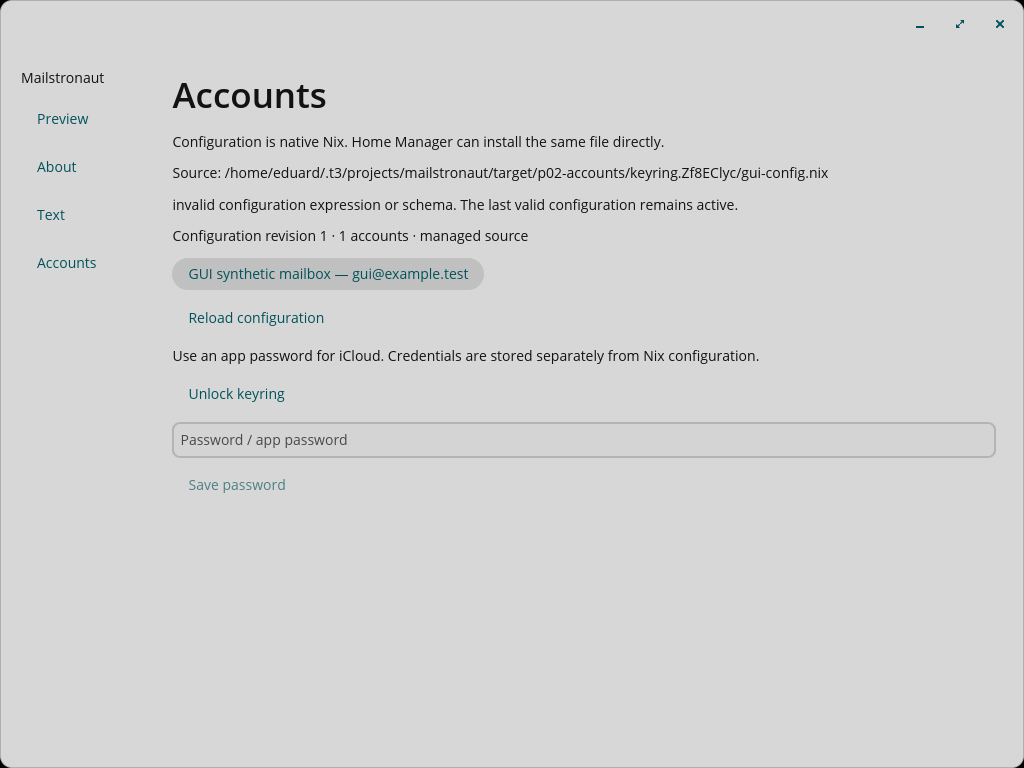 Mailstronaut
Preview
About
Text
Accounts
Accounts
Configuration is native Nix. Home Manager can install the same file directly.
Source: /home/eduard/.t3/projects/mailstronaut/target/p02-accounts/keyring.Zf8EClyc/gui-config.nix
invalid configuration expression or schema. The last valid configuration remains active.
Configuration revision 1 · 1 accounts · managed source
GUI synthetic mailbox — gui@example.test
Reload configuration
Use an app password for iCloud. Credentials are stored separately from Nix configuration.
Unlock keyring
Password / app password
Save password